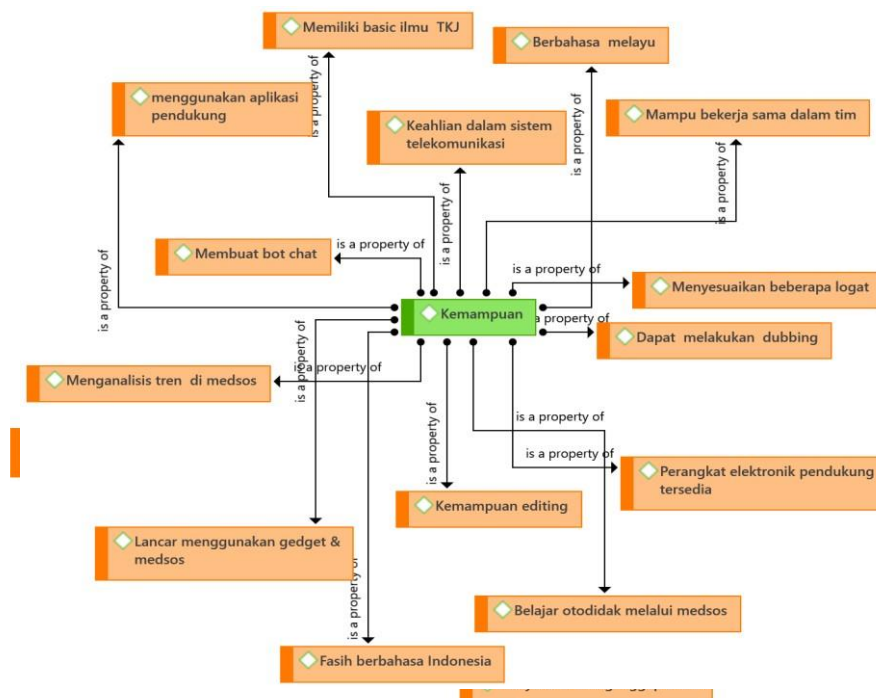 Memiliki basic ilmu TKJ
Berbahasa melayu
menggunakan aplikasi
pendukung
is a property of
Keahlian dalam sistem
telekomunikasi
Mampu bekerja sama dalam tim
is a property of
is a property of
is a property of
Membuat bot chat
is a property of
is a property of
is a property of
Menyesuaikan beberapa logat
Kemampuan
a property of
Dapat melakukan dubbing
is a property of
is a property of
Menganalisis tren di medsos
is a property of
is a property of
is a property of
Perangkat elektronik pendukung
tersedia
Kemampuan editing
Lancar menggunakan gedget &
medsos
is a property of
Belajar otodidak melalui medsos
Fasih berbahasa Indonesia